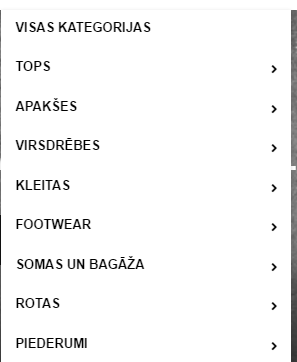 VISAS KATEGORIJAS
TOPS
APAKŠES
VIRSDRĒBES
KLEITAS
FOOTWEAR
SOMAS UN BAGĀŽA
ROTAS
PIEDERUMI